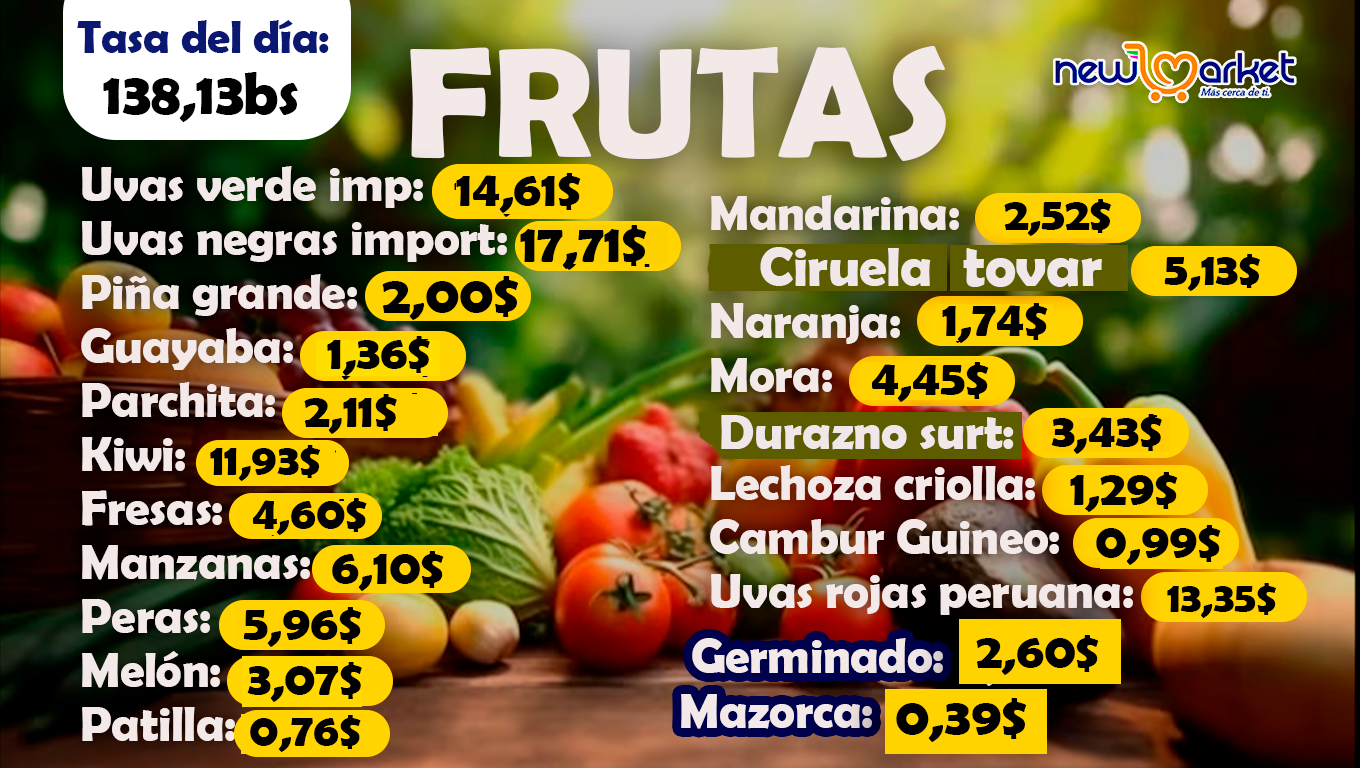 Tasa del día:
138,13bs
FRUTAS
new market
Más cerca de ti.
Uvas verde imp: 14,61$
Uvas negras import: 17,71$
Piña grande: 2,00$
Guayaba: 1,36$
Parchita: 2,11$
Kiwi: 11,93$
Fresas: 4,60$
Manzanas: 6,10$
Peras: 5,96$
Melón: 3,07$
Patilla: 0,76$
Mandarina: 2,52$
Ciruela tovar 5,13$
Naranja: 1,74$
Mora: 4,45$
Durazno surt: 3,43$
Lechoza criolla: 1,29$
Cambur Guineo: 0,99$
Uvas rojas peruana: 13,35$
Germinado: 2,60$
Mazorca: 0,39$